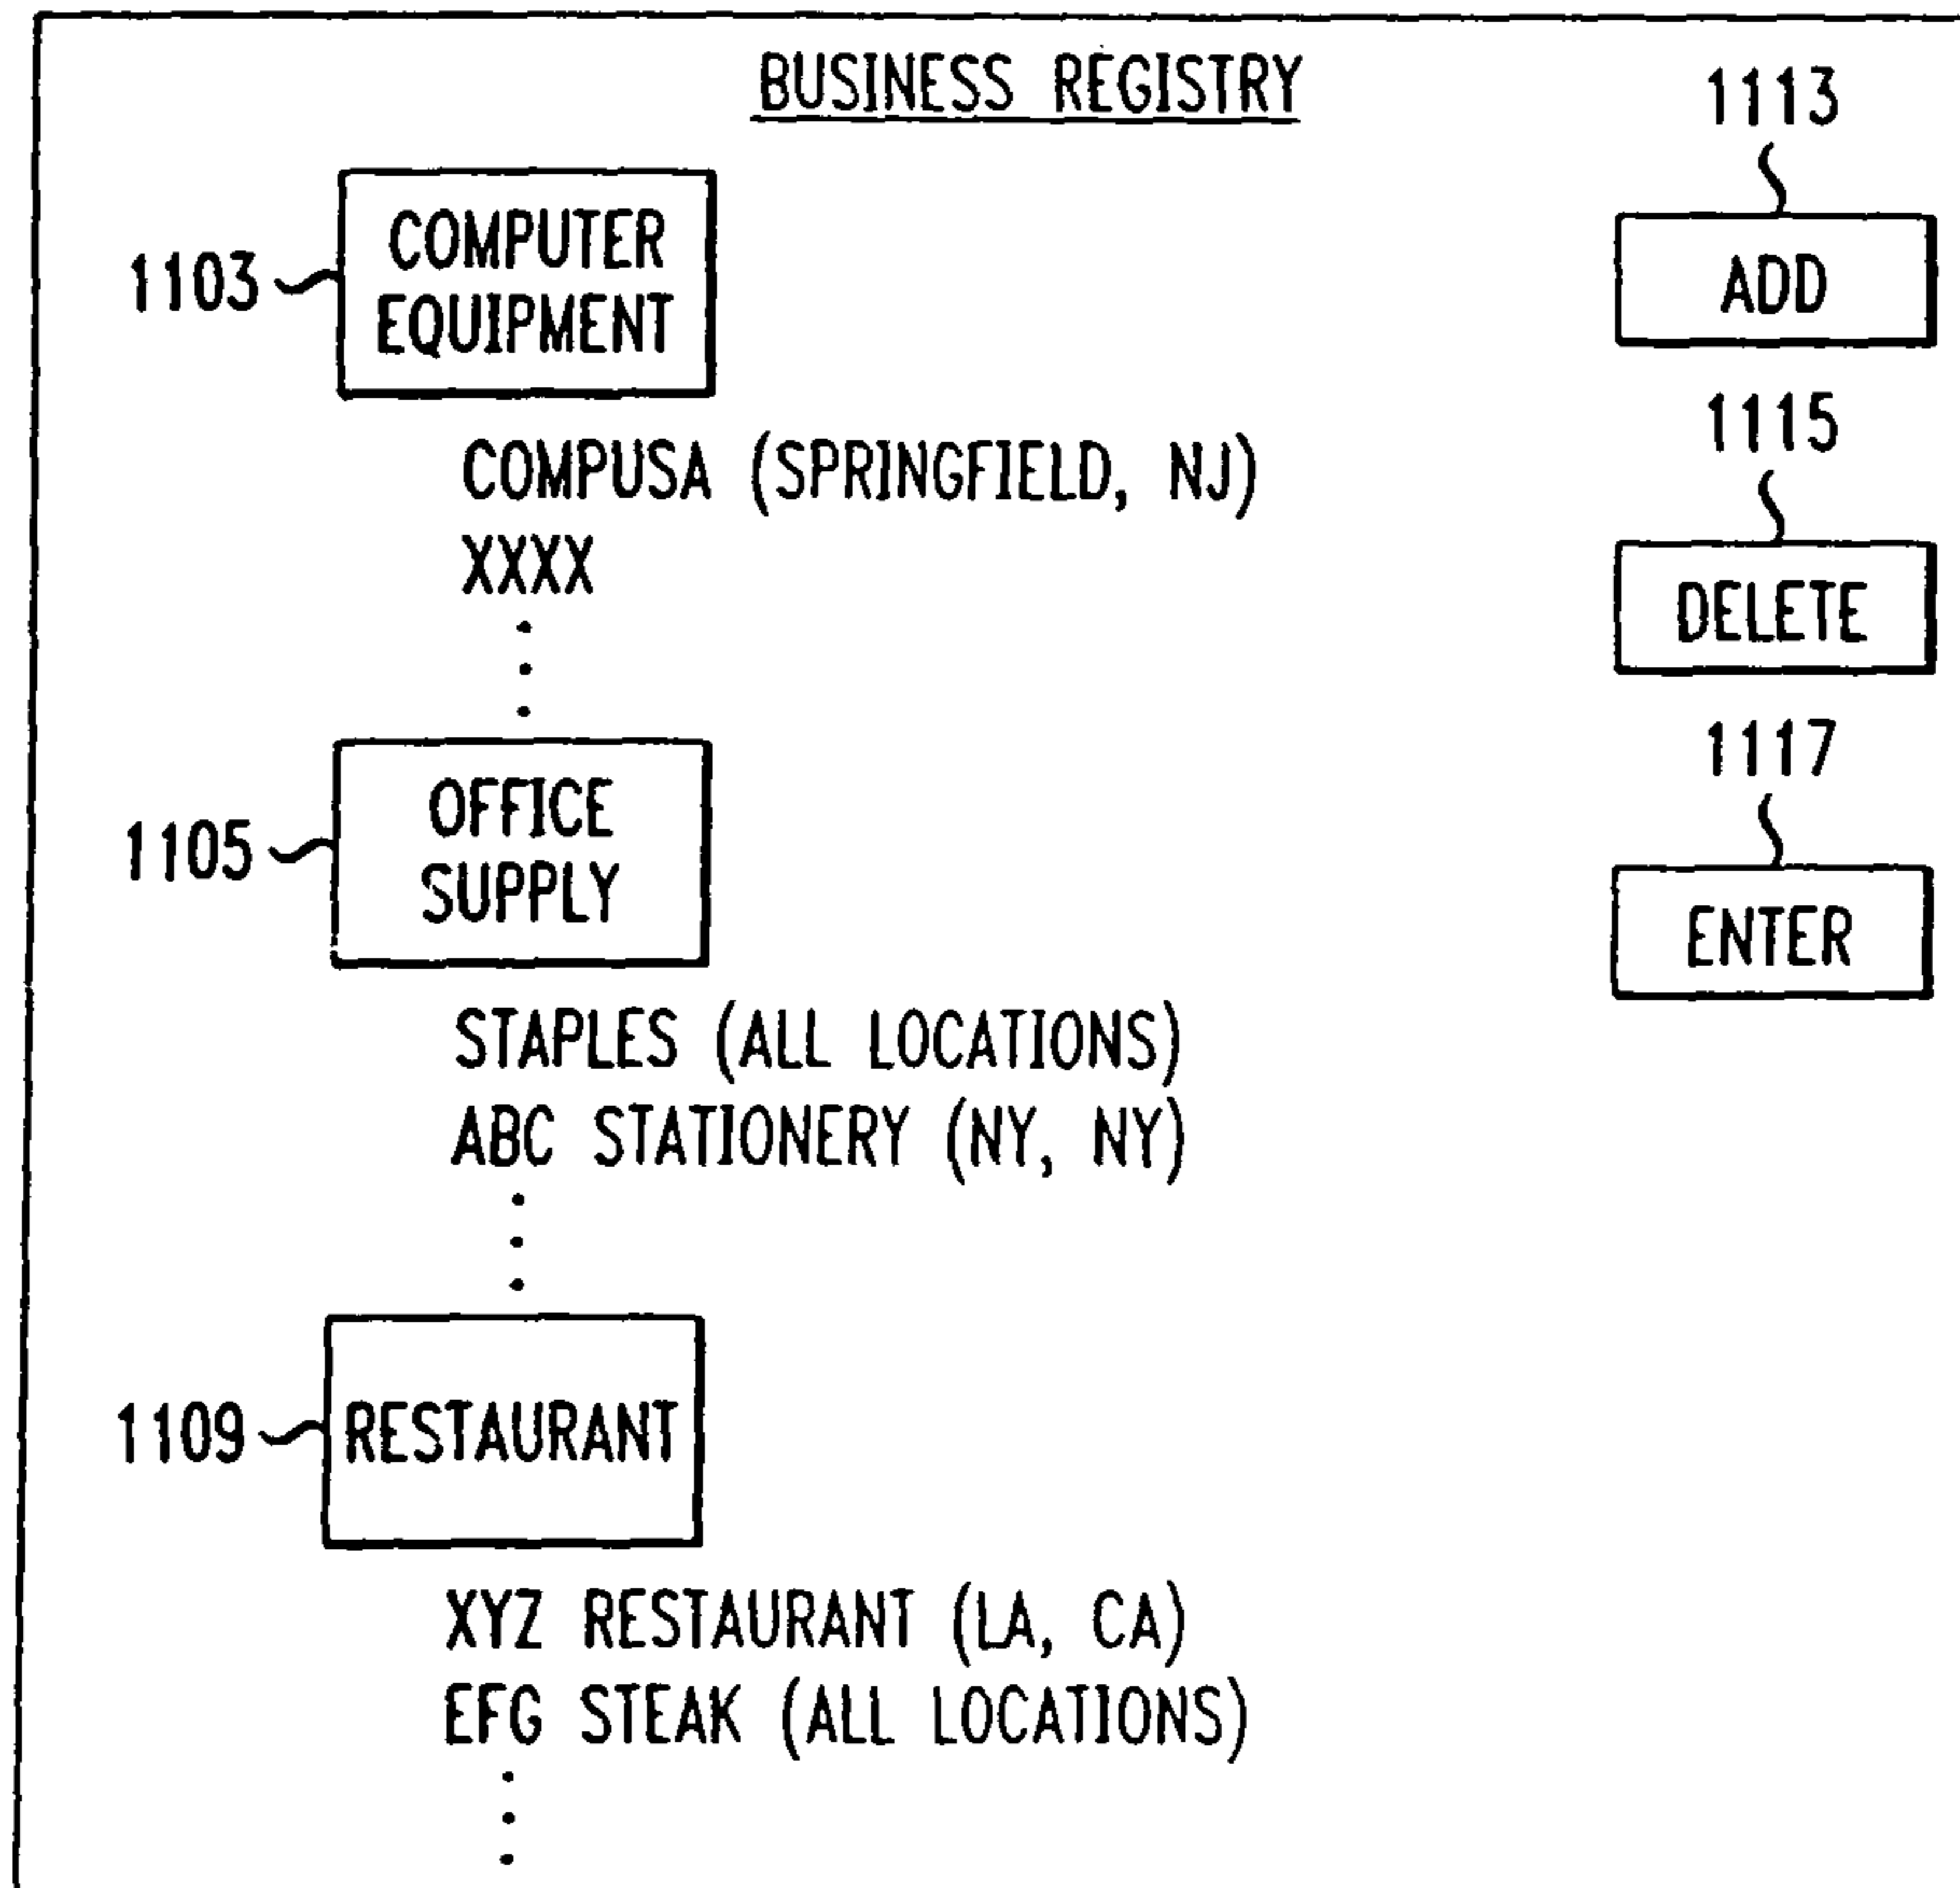 BUSINESS REGISTRY
1103
COMPUTER
EQUIPMENT
COMPUSA (SPRINGFIELD, NJ)
XXXX
1105
OFFICE
SUPPLY
STAPLES (ALL LOCATIONS)
ABC STATIONERY (NY, NY)
1109
RESTAURANT
XYZ RESTAURANT (LA, CA)
EFG STEAK (ALL LOCATIONS)
1113
ADD
1115
DELETE
1117
ENTER